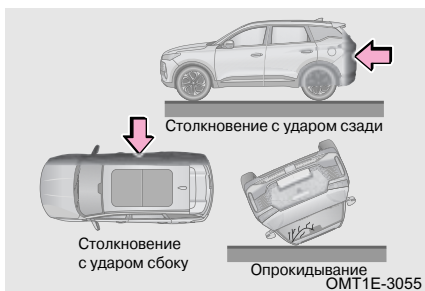 Столкновение с ударом сзади
Столкновение
с ударом сбоку
Опрокидывание
OMT1E-3055